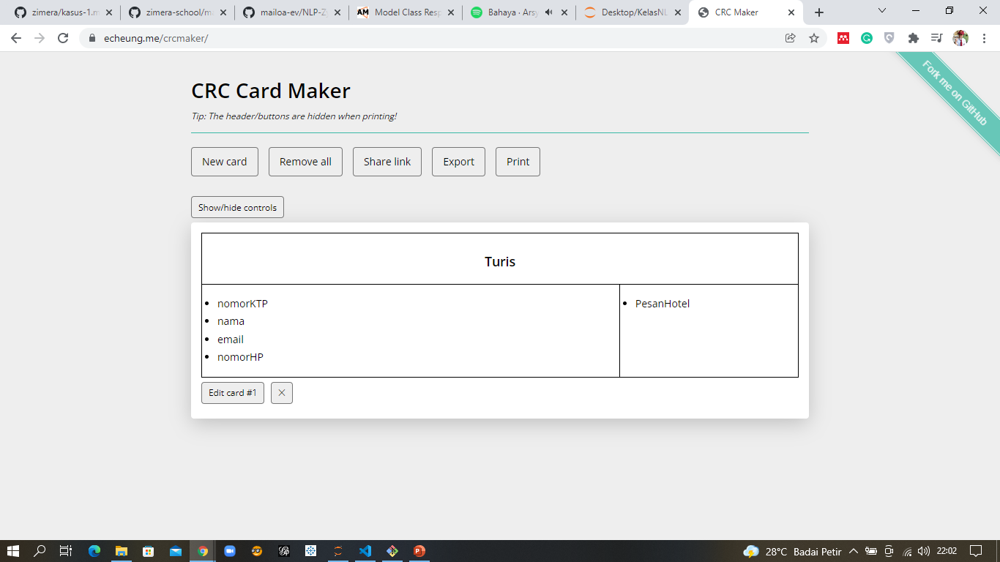 zimera/kasus-1.m
zimera-school/ma
mailoa-ev/NLP-Z
AM Model Class Resp
Bahaya · Arsy
Desktop/KelasNL
CRC Maker
echeung.me/crcmaker/
Fork me on GitHub
CRC Card Maker
Tip: The header/buttons are hidden when printing!
New card
Remove all
Share link
Export
Print
Show/hide controls
Turis
nomorKTP
nama
email
nomorHP
PesanHotel
Edit card #1
28°C Badai Petir
22:02